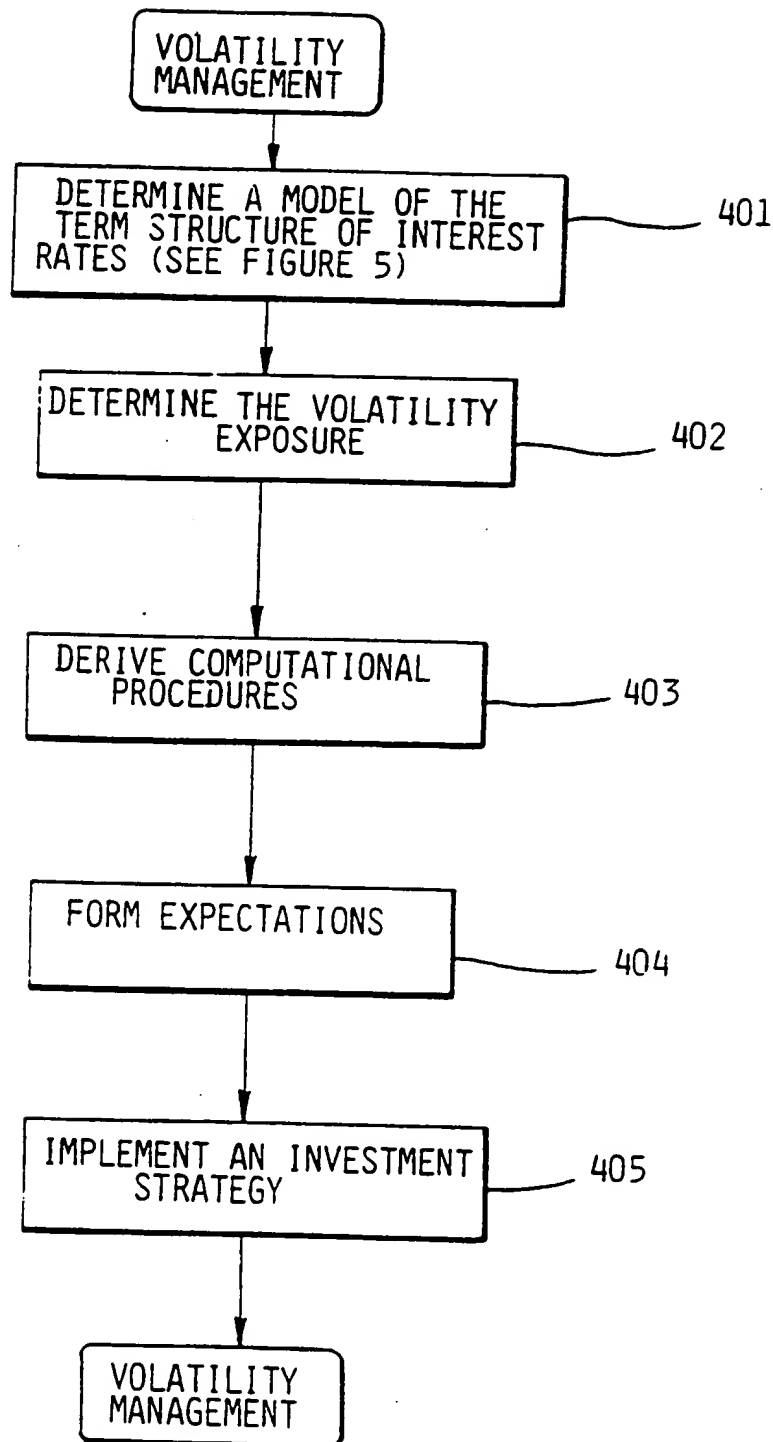 VOLATILITY
MANAGEMENT
DETERMINE A MODEL OF THE
TERM STRUCTURE OF INTEREST
RATES (SEE FIGURE 5)
401
DETERMINE THE VOLATILITY
EXPOSURE
402
DERIVE COMPUTATIONAL
PROCEDURES
403
FORM EXPECTATIONS
404
IMPLEMENT AN INVESTMENT
STRATEGY
405
VOLATILITY
MANAGEMENT